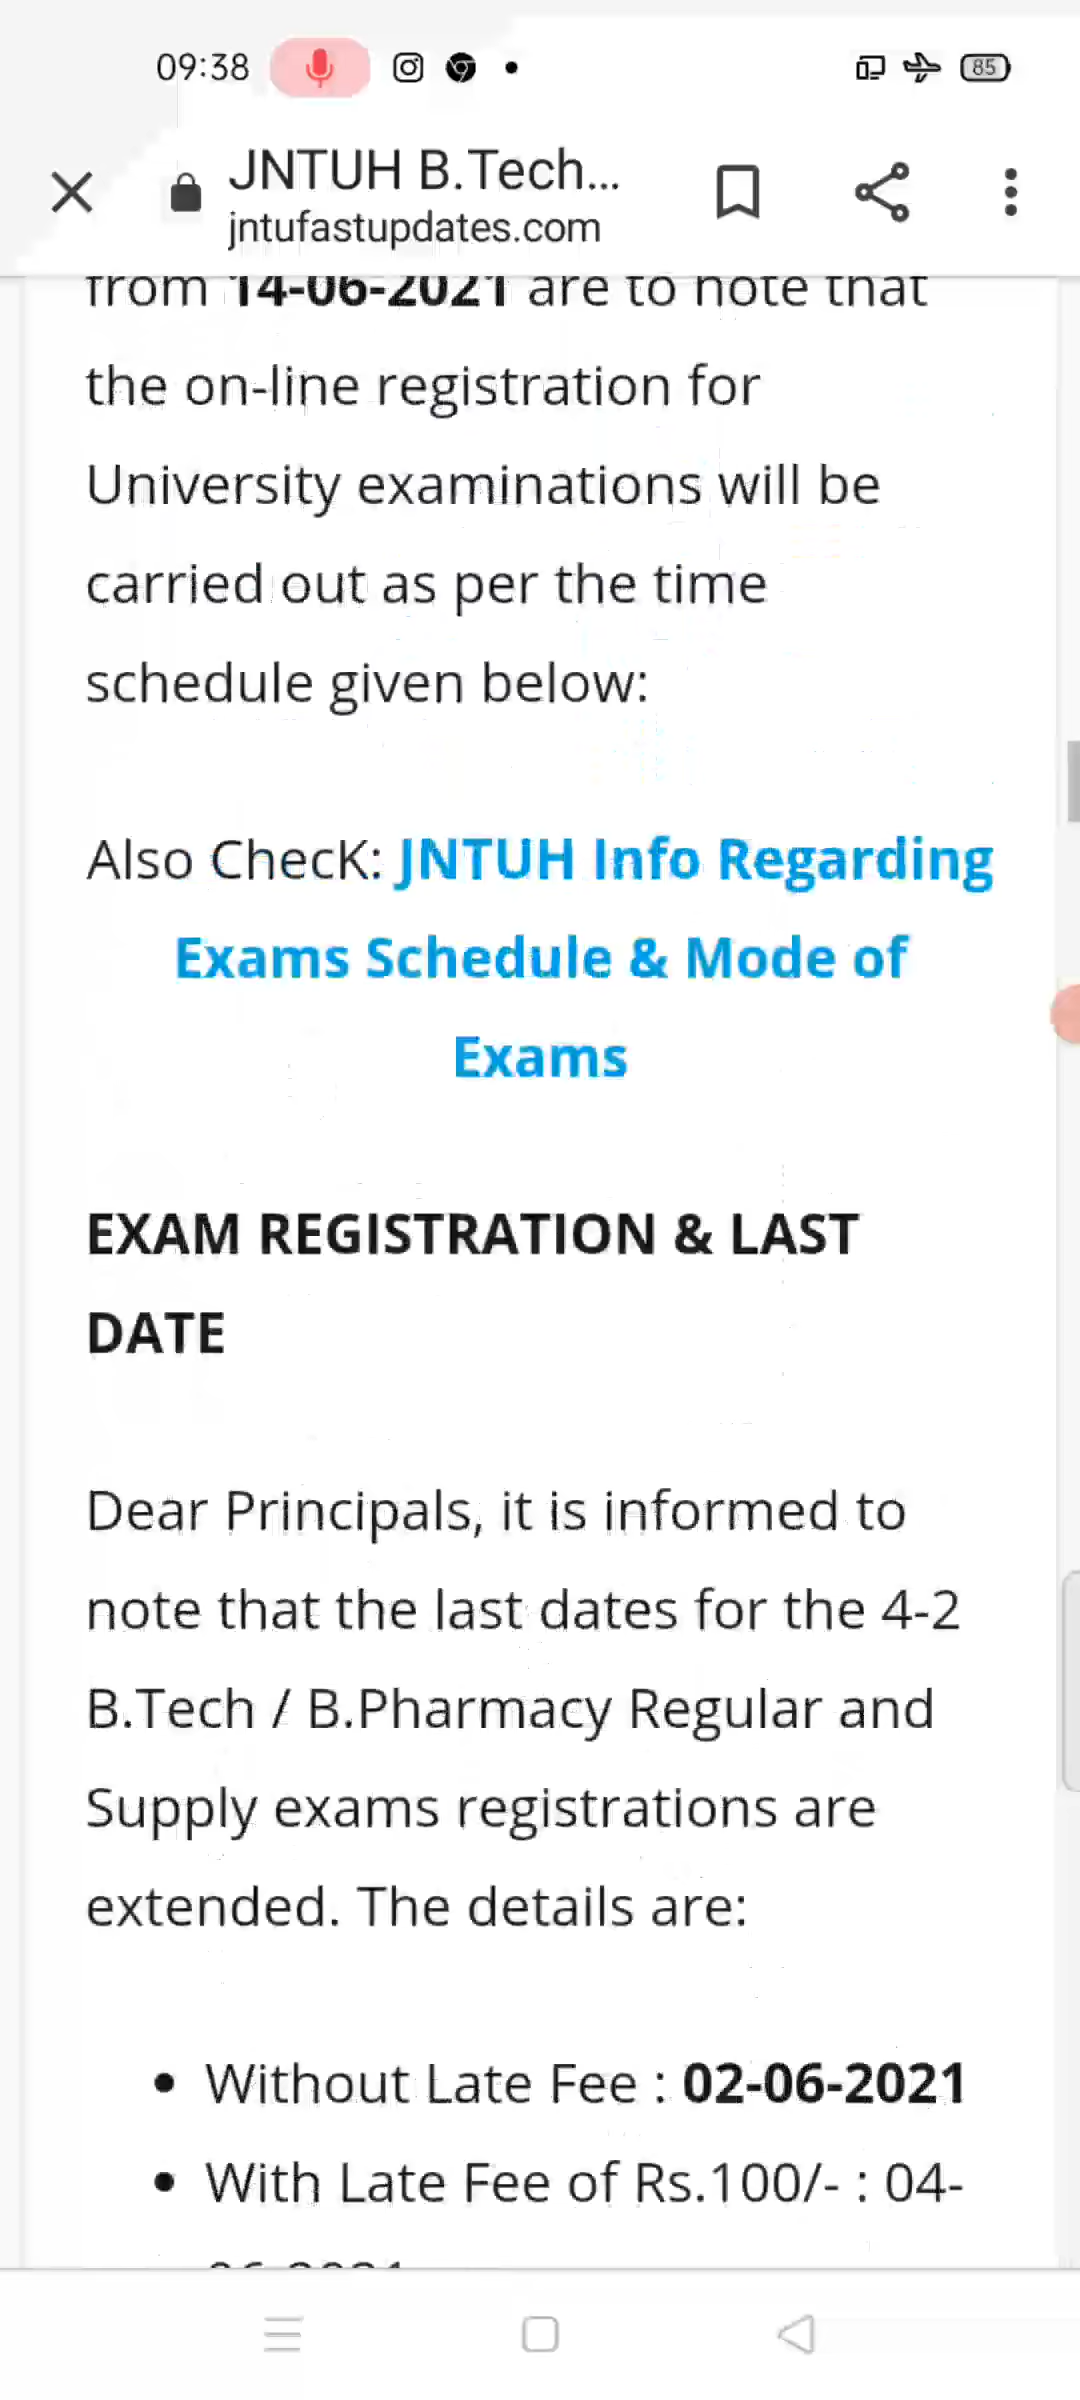 09:38
85
JNTUH B.Tech...
jntufastupdates.com
from 14-06-2021 are to note that
the on-line registration for
University examinations will be
carried out as per the time
schedule given below:
Also ChecK: JNTUH Info Regarding
Exams Schedule & Mode of
Exams
EXAM REGISTRATION & LAST
DATE
Dear Principals, it is informed to
note that the last dates for the 4-2
B.Tech / B.Pharmacy Regular and
Supply exams registrations are
extended. The details are:
• Without Late Fee : 02-06-2021
• With Late Fee of Rs.100/- : 04-
06-2021